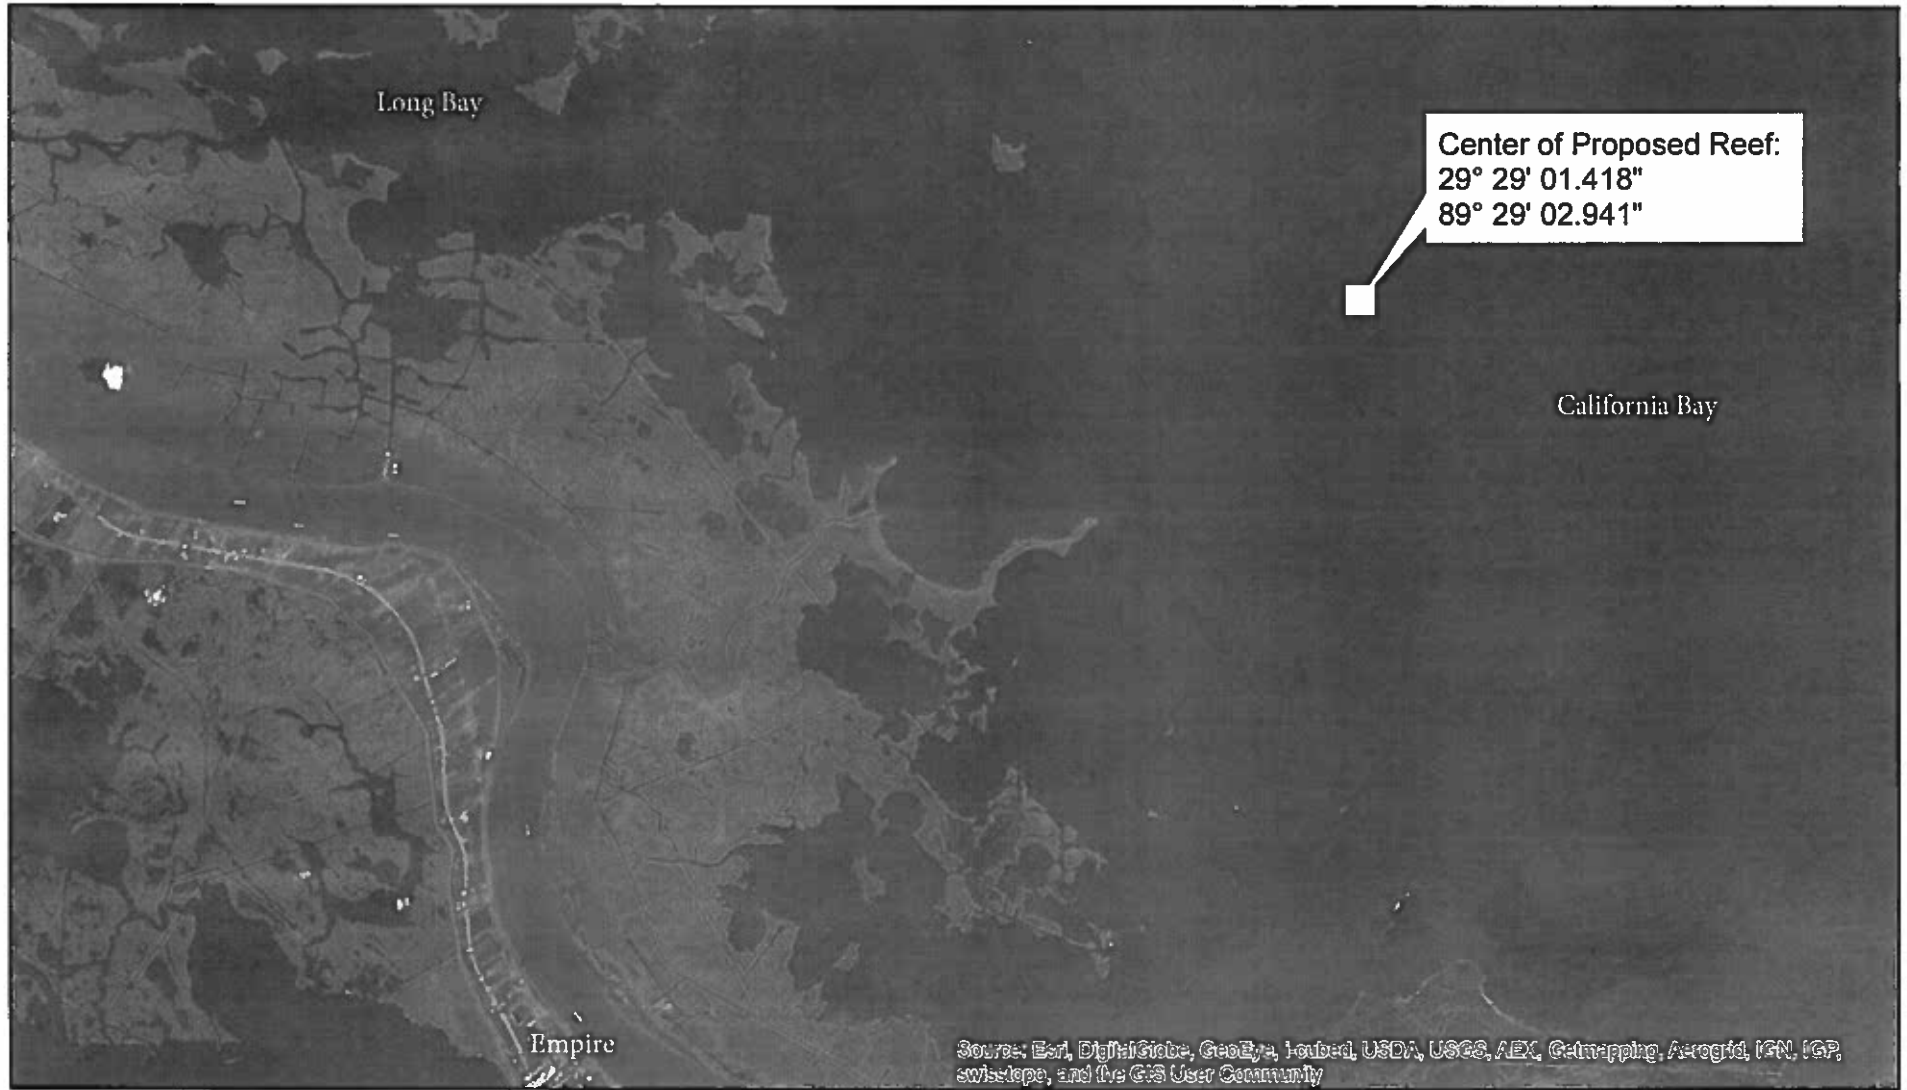 Long Bay
Center of Proposed Reef:
29° 29' 01.418"
89° 29' 02.941"
California Bay
Empire
Source: Esri, DigitalGlobe, GeoEye, i-cubed, USDA, USGS, AEX, Getmapping, Aerogrid, IGN, IGP,
swisstopo, and the GIS User Community